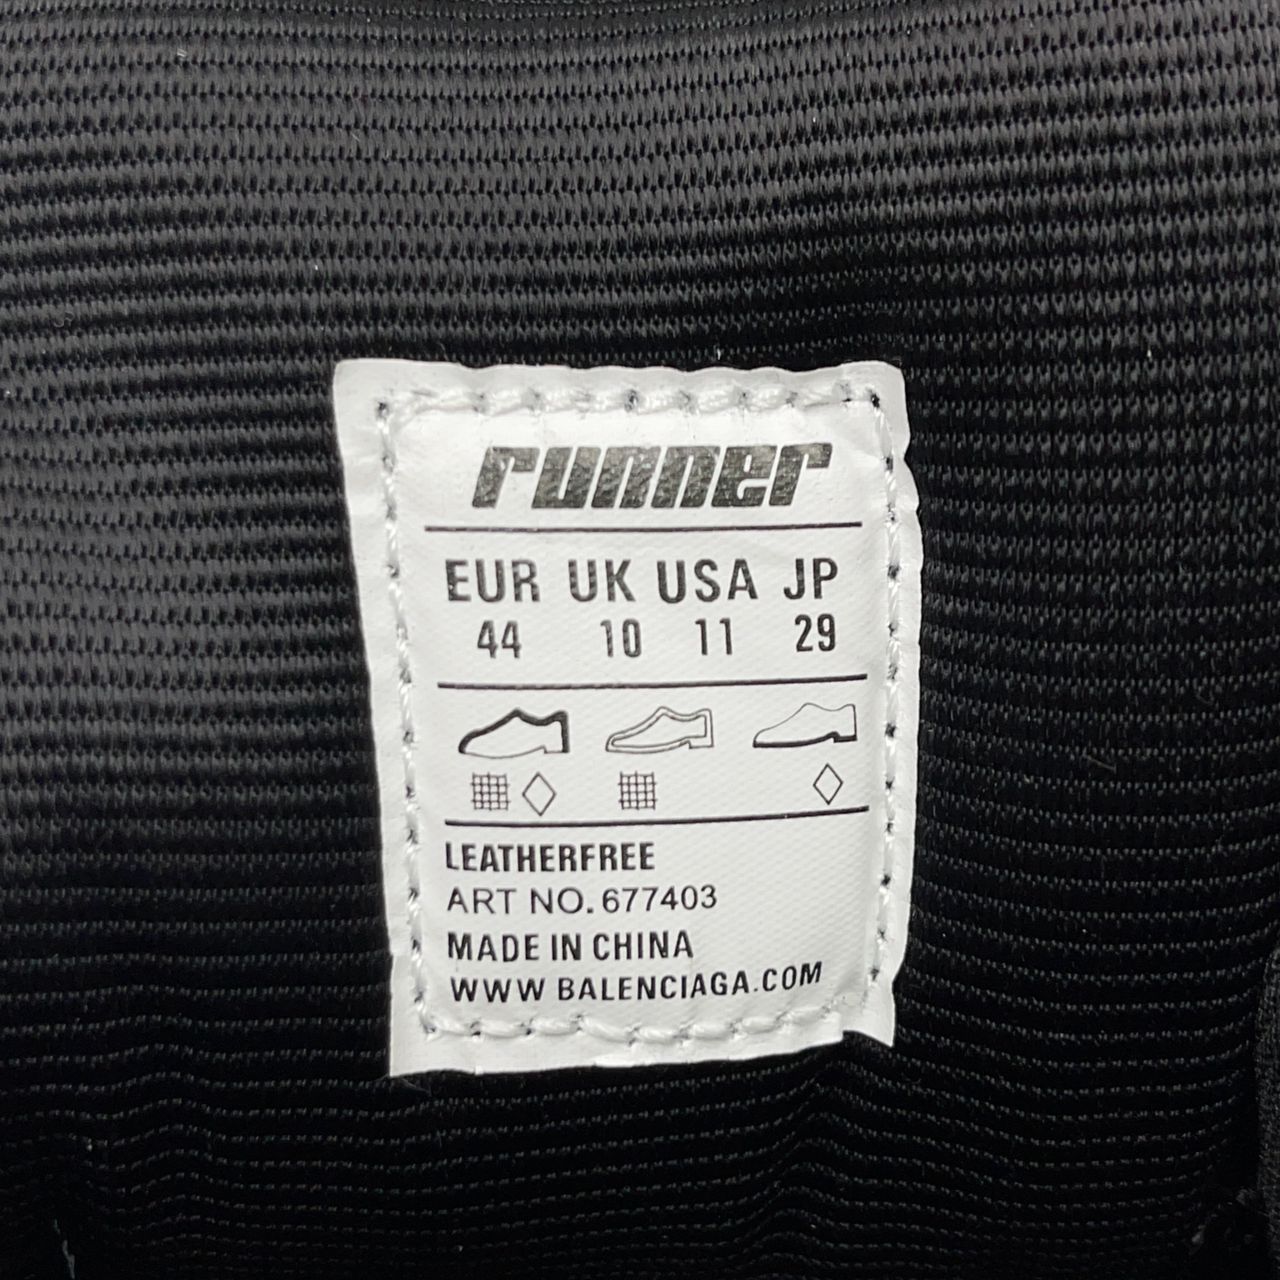 runner
EUR UK USA JP
44 10 11 29
LEATHERFREE
ART NO. 677403
MADE IN CHINA
WWW BALENCIAGA.COM